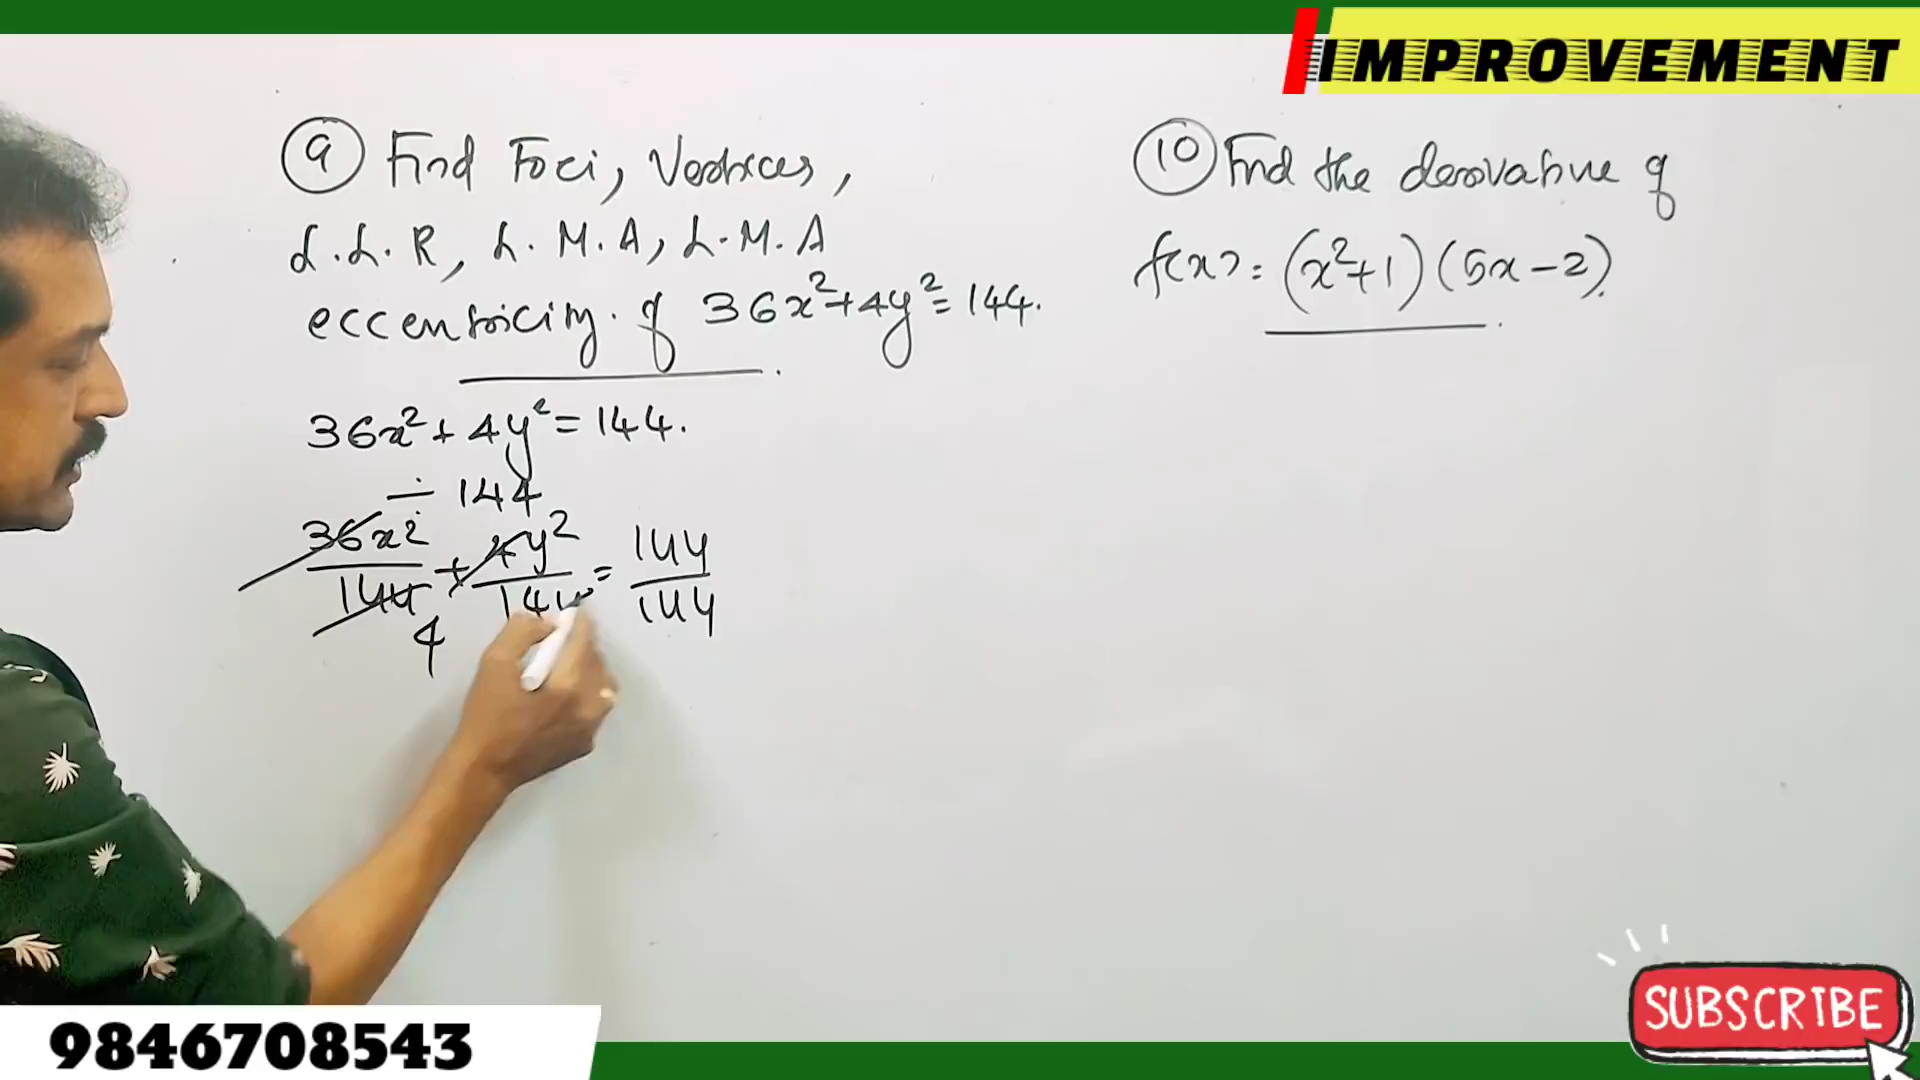 IMPROVEMENT
9 Find Foci, Vertices,
L.L.R, L.M.A, L.M.A
eccentricity. of 36x²+4y²=144.
36x²+4y²=144.
÷ 144
36x²/144 + 4y²/144 = 144/144
4
10 Find the derivative of
f(x)=(x²+1)(5x-2).
SUBSCRIBE
9846708543